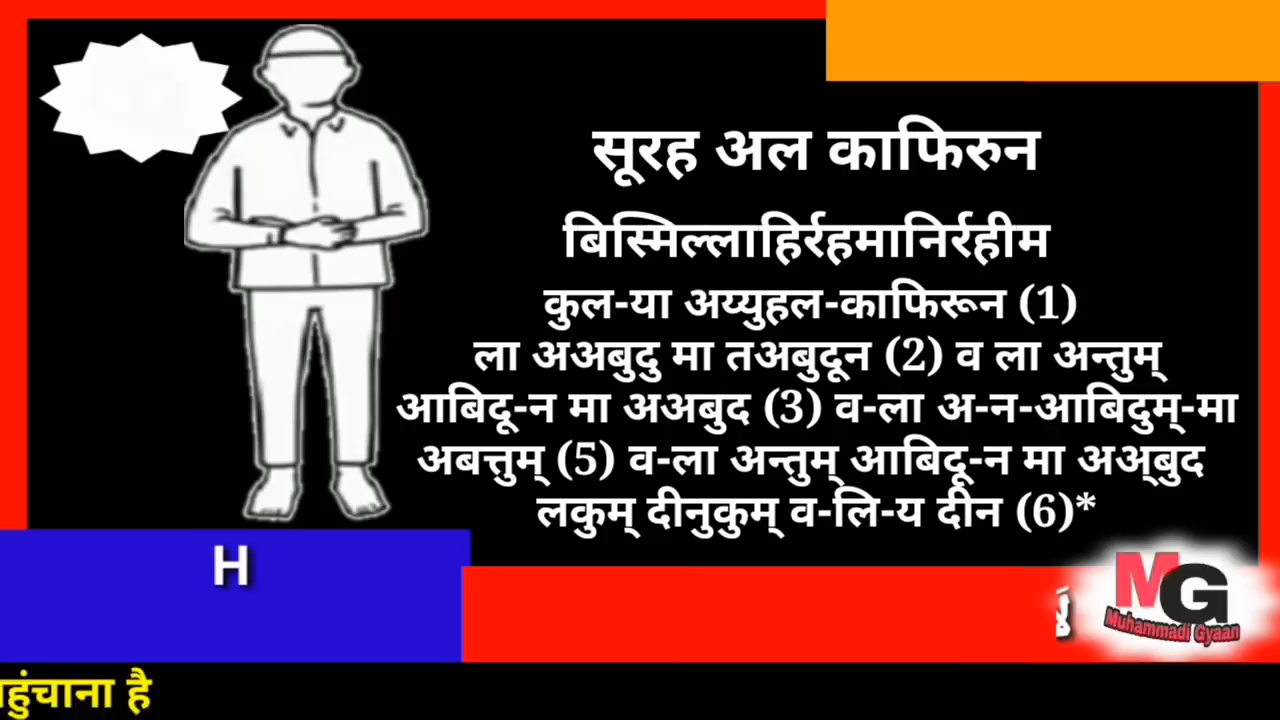 सूरह अल काफिरुन
बिस्मिल्लाहिर्रहमानिर्रहीम
कुल-या अय्युहल-काफिरून (1)
ला अअबुदु मा तअबुदून (2) व ला अन्तुम्
आबिदू-न मा अअबुद (3) व-ला अ-न-आबिदुम्-मा
अबत्तुम् (5) व-ला अन्तुम् आबिदू-न मा अअ्बुद
लकुम् दीनुकुम् व-लि-य दीन (6)*
H
MG
Muhammadi Gyaan
है